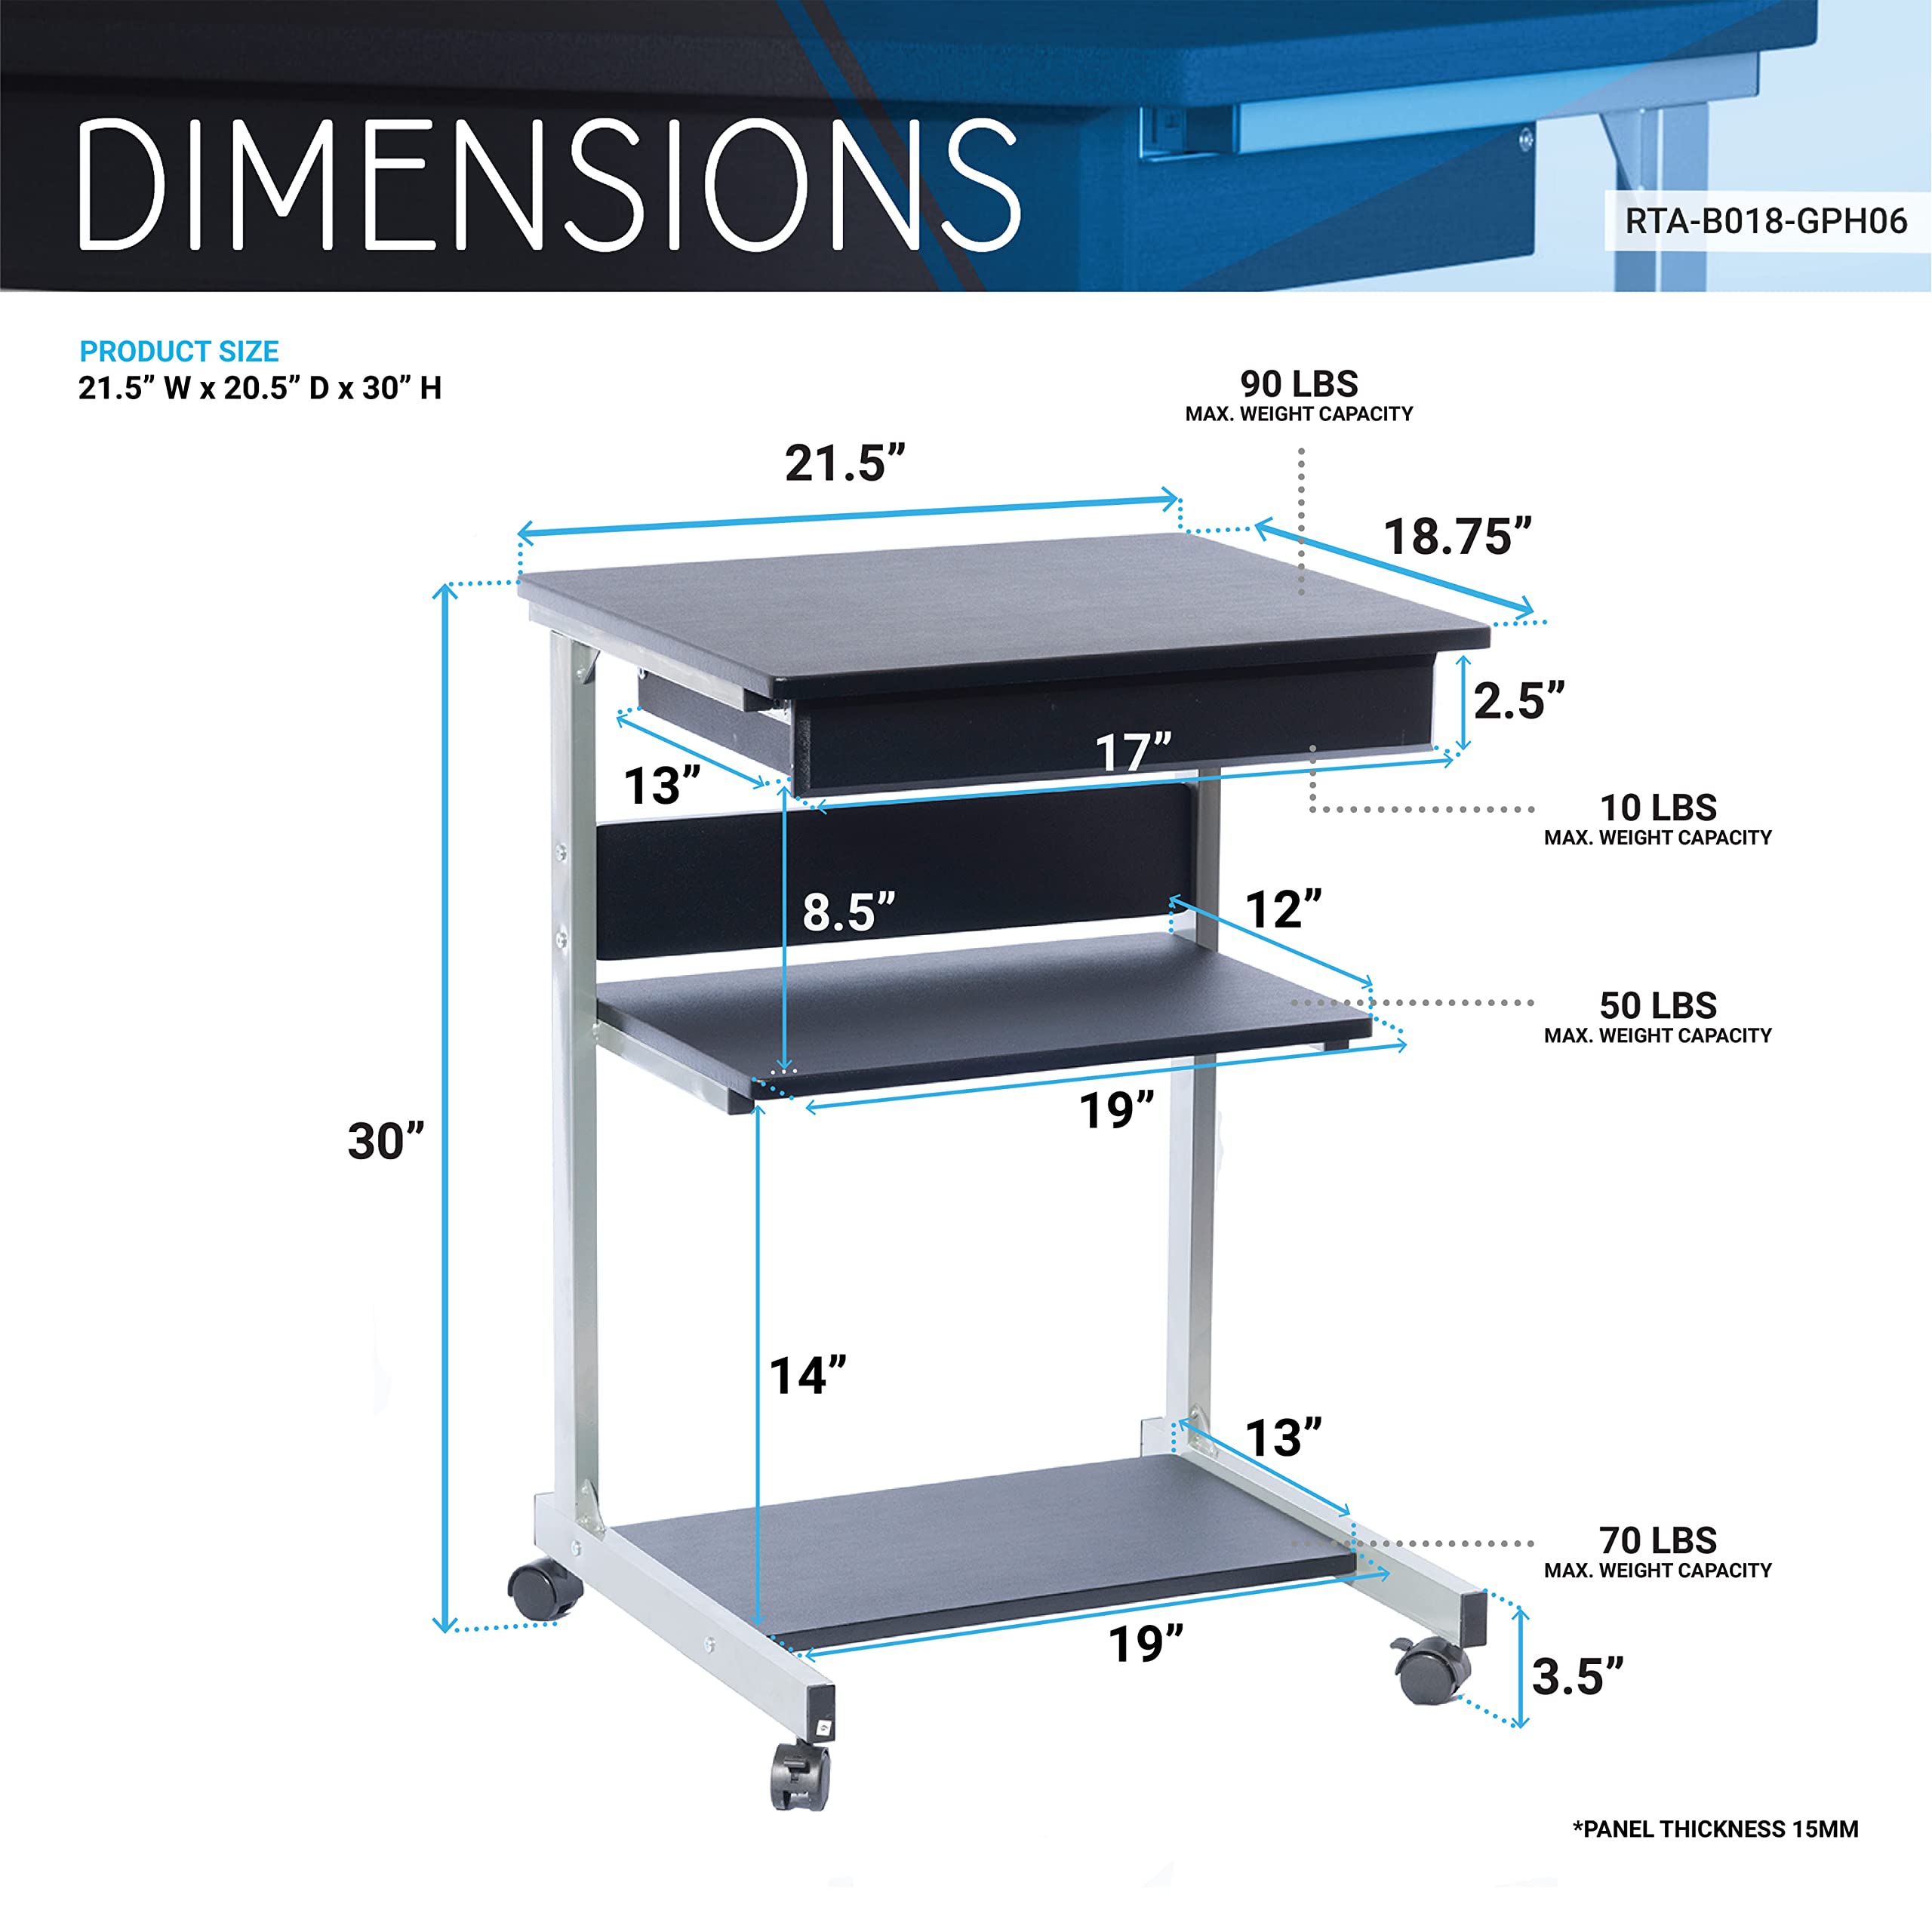 DIMENSIONS
RTA-B018-GPH06
PRODUCT SIZE
21.5” W x 20.5” D x 30” H
90 LBS
MAX. WEIGHT CAPACITY
21.5”
18.75”
2.5”
17”
13”
10 LBS
MAX. WEIGHT CAPACITY
8.5”
12”
50 LBS
MAX. WEIGHT CAPACITY
19”
30”
14”
13”
70 LBS
MAX. WEIGHT CAPACITY
19”
3.5”
*PANEL THICKNESS 15MM